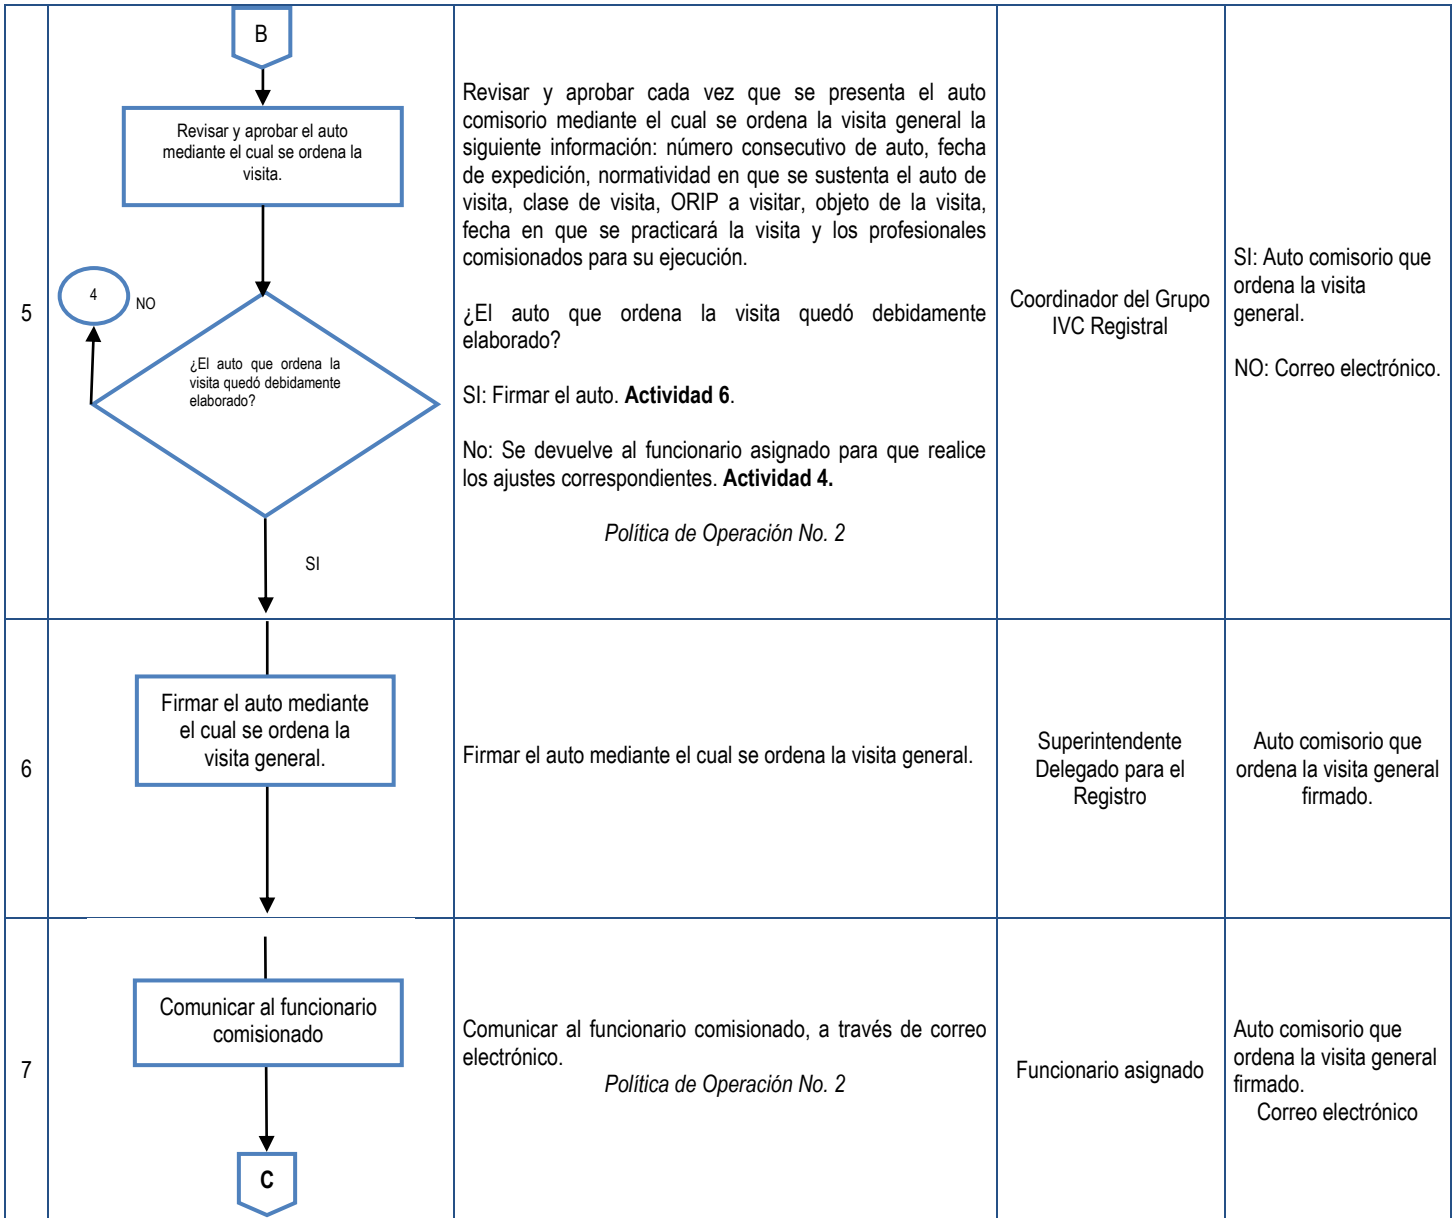 5
B
Revisar y aprobar el auto
mediante el cual se ordena la
visita.
4
NO
¿El auto que ordena la
visita quedó debidamente
elaborado?
SI
Revisar y aprobar cada vez que se presenta el auto
comisorio mediante el cual se ordena la visita general la
siguiente información: número consecutivo de auto, fecha
de expedición, normatividad en que se sustenta el auto de
visita, clase de visita, ORIP a visitar, objeto de la visita,
fecha en que se practicará la visita y los profesionales
comisionados para su ejecución.
¿El auto que ordena la visita quedó debidamente
elaborado?
SI: Firmar el auto. Actividad 6.
No: Se devuelve al funcionario asignado para que realice
los ajustes correspondientes. Actividad 4.
Política de Operación No. 2
Coordinador del Grupo
IVC Registral
SI: Auto comisorio que
ordena la visita
general.
NO: Correo electrónico.
6
Firmar el auto mediante
el cual se ordena la
visita general.
Firmar el auto mediante el cual se ordena la visita general.
Superintendente
Delegado para el
Registro
Auto comisorio que
ordena la visita general
firmado.
7
Comunicar al funcionario
comisionado
C
Comunicar al funcionario comisionado, a través de correo
electrónico.
Política de Operación No. 2
Funcionario asignado
Auto comisorio que
ordena la visita general
firmado.
Correo electrónico